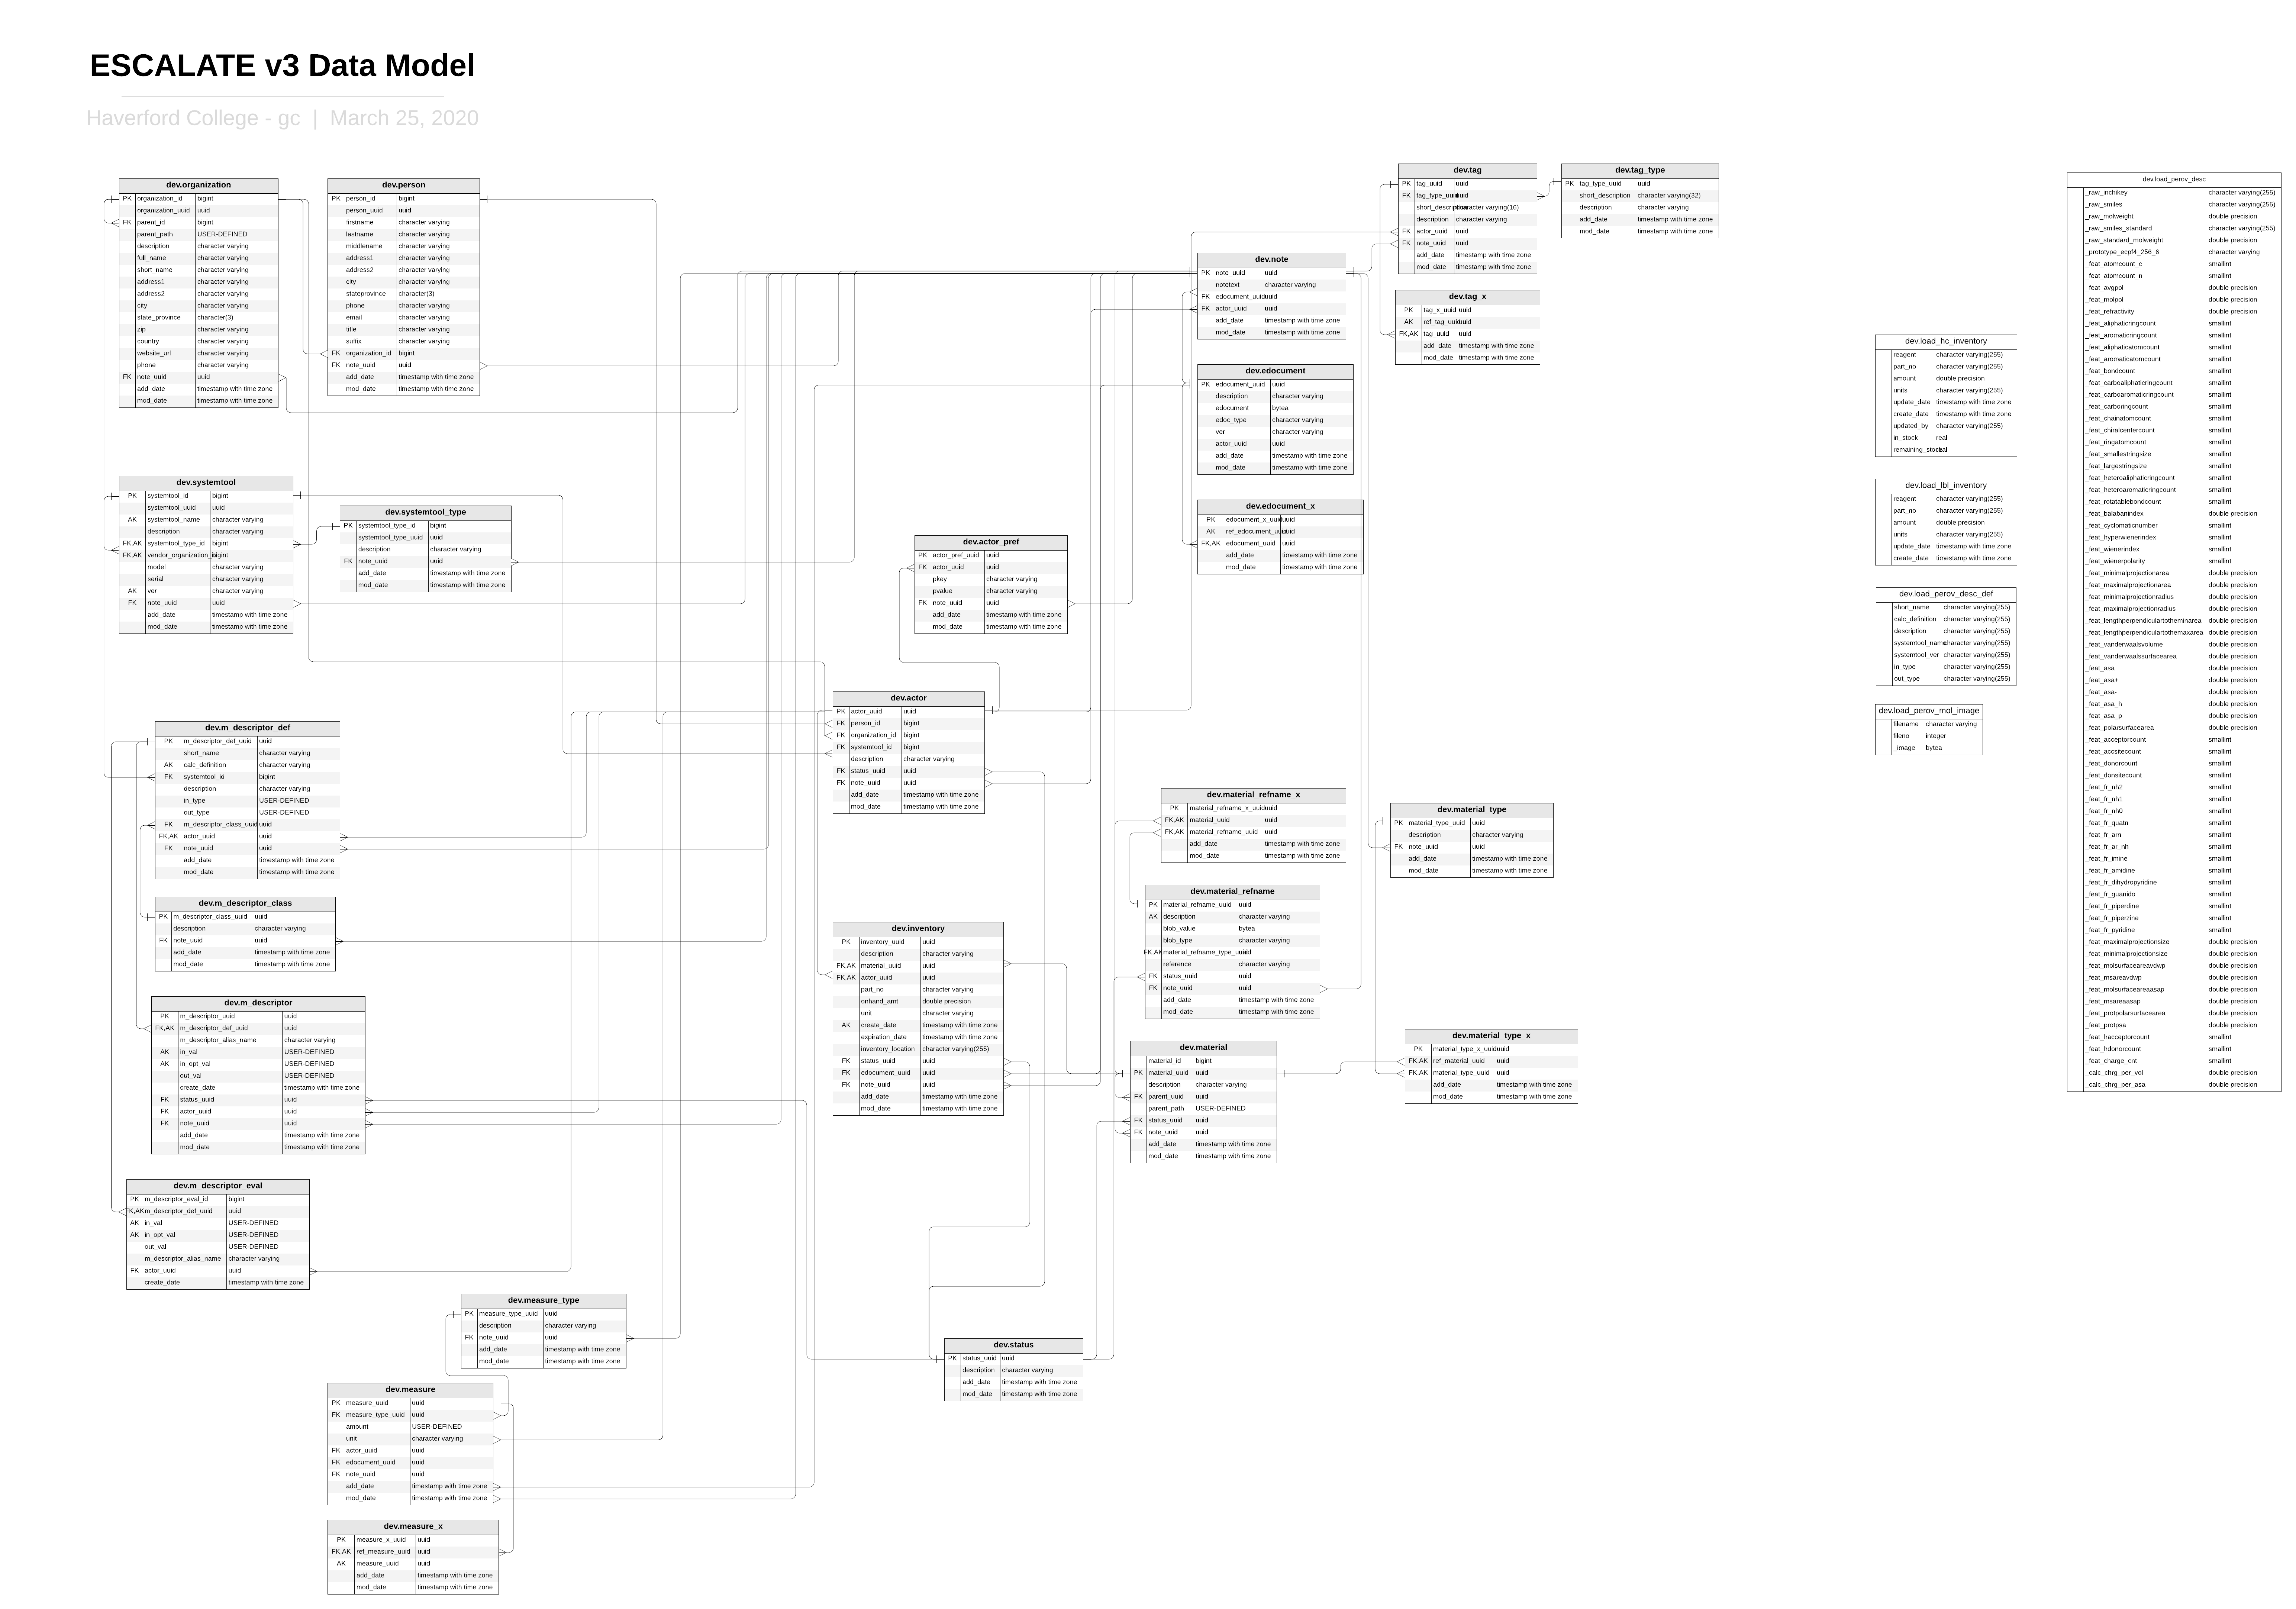 ESCALATE v3 Data Model
Haverford College - gc | March 25, 2020
dev.organization
PK organization_id bigint
organization_uuid uuid
FK parent_id bigint
parent_path USER-DEFINED
description character varying
full_name character varying
short_name character varying
address1 character varying
address2 character varying
city character varying
state_province character(3)
zip character varying
country character varying
website_url character varying
phone character varying
FK note_uuid uuid
add_date timestamp with time zone
mod_date timestamp with time zone
dev.person
PK person_id bigint
person_uuid uuid
firstname character varying
lastname character varying
middlename character varying
address1 character varying
address2 character varying
city character varying
stateprovince character(3)
phone character varying
email character varying
title character varying
suffix character varying
FK organization_id bigint
FK note_uuid uuid
add_date timestamp with time zone
mod_date timestamp with time zone
dev.systemtool
PK systemtool_id bigint
systemtool_uuid uuid
AK systemtool_name character varying
description character varying
FK,AK systemtool_type_id bigint
FK,AK vendor_organization_id bigint
model character varying
serial character varying
AK ver character varying
FK note_uuid uuid
add_date timestamp with time zone
mod_date timestamp with time zone
dev.systemtool_type
PK systemtool_type_id bigint
systemtool_type_uuid uuid
description character varying
FK note_uuid uuid
add_date timestamp with time zone
mod_date timestamp with time zone
dev.m_descriptor_def
PK m_descriptor_def_uuid uuid
short_name character varying
AK calc_definition character varying
FK systemtool_id bigint
description character varying
in_type USER-DEFINED
out_type USER-DEFINED
FK m_descriptor_class_uuid uuid
FK,AK actor_uuid uuid
FK note_uuid uuid
add_date timestamp with time zone
mod_date timestamp with time zone
dev.m_descriptor_class
PK m_descriptor_class_uuid uuid
description character varying
FK note_uuid uuid
add_date timestamp with time zone
mod_date timestamp with time zone
dev.m_descriptor
PK m_descriptor_uuid uuid
FK,AK m_descriptor_def_uuid uuid
m_descriptor_alias_name character varying
AK in_val USER-DEFINED
AK in_opt_val USER-DEFINED
out_val USER-DEFINED
create_date timestamp with time zone
FK status_uuid uuid
FK actor_uuid uuid
FK note_uuid uuid
add_date timestamp with time zone
mod_date timestamp with time zone
dev.m_descriptor_eval
PK m_descriptor_eval_id bigint
FK,AK m_descriptor_def_uuid uuid
AK in_val USER-DEFINED
AK in_opt_val USER-DEFINED
out_val USER-DEFINED
m_descriptor_alias_name character varying
FK actor_uuid uuid
create_date timestamp with time zone
dev.measure_type
PK measure_type_uuid uuid
description character varying
FK note_uuid uuid
add_date timestamp with time zone
mod_date timestamp with time zone
dev.measure
PK measure_uuid uuid
FK measure_type_uuid uuid
amount USER-DEFINED
unit character varying
FK actor_uuid uuid
FK edocument_uuid uuid
FK note_uuid uuid
add_date timestamp with time zone
mod_date timestamp with time zone
dev.measure_x
PK measure_x_uuid uuid
FK,AK ref_measure_uuid uuid
AK measure_uuid uuid
add_date timestamp with time zone
mod_date timestamp with time zone
dev.actor_pref
PK actor_pref_uuid uuid
FK actor_uuid uuid
pkey character varying
pvalue character varying
FK note_uuid uuid
add_date timestamp with time zone
mod_date timestamp with time zone
dev.actor
PK actor_uuid uuid
FK person_id bigint
FK organization_id bigint
FK systemtool_id bigint
description character varying
FK status_uuid uuid
FK note_uuid uuid
add_date timestamp with time zone
mod_date timestamp with time zone
dev.inventory
PK inventory_uuid uuid
description character varying
FK,AK material_uuid uuid
FK,AK actor_uuid uuid
part_no character varying
onhand_amt double precision
unit character varying
AK create_date timestamp with time zone
expiration_date timestamp with time zone
inventory_location character varying(255)
FK status_uuid uuid
FK edocument_uuid uuid
FK note_uuid uuid
add_date timestamp with time zone
mod_date timestamp with time zone
dev.status
PK status_uuid uuid
description character varying
add_date timestamp with time zone
mod_date timestamp with time zone
dev.note
PK note_uuid uuid
notetext character varying
FK edocument_uuid uuid
FK actor_uuid uuid
add_date timestamp with time zone
mod_date timestamp with time zone
dev.edocument
PK edocument_uuid uuid
description character varying
edocument bytea
edoc_type character varying
ver character varying
actor_uuid uuid
add_date timestamp with time zone
mod_date timestamp with time zone
dev.edocument_x
PK edocument_x_uuid uuid
AK ref_edocument_uuid uuid
FK,AK edocument_uuid uuid
add_date timestamp with time zone
mod_date timestamp with time zone
dev.tag
PK tag_uuid uuid
FK tag_type_uuid uuid
short_description character varying(16)
description character varying
FK actor_uuid uuid
FK note_uuid uuid
add_date timestamp with time zone
mod_date timestamp with time zone
dev.tag_type
PK tag_type_uuid uuid
short_description character varying(32)
description character varying
add_date timestamp with time zone
mod_date timestamp with time zone
dev.tag_x
PK tag_x_uuid uuid
AK ref_tag_uuid uuid
FK,AK tag_uuid uuid
add_date timestamp with time zone
mod_date timestamp with time zone
dev.material_refname_x
PK material_refname_x_uuid uuid
FK,AK material_uuid uuid
FK,AK material_refname_uuid uuid
add_date timestamp with time zone
mod_date timestamp with time zone
dev.material_refname
PK material_refname_uuid uuid
AK description character varying
blob_value bytea
blob_type character varying
FK,AK material_refname_type_uuid uuid
reference character varying
FK status_uuid uuid
FK note_uuid uuid
add_date timestamp with time zone
mod_date timestamp with time zone
dev.material
material_id bigint
PK material_uuid uuid
description character varying
FK parent_uuid uuid
parent_path USER-DEFINED
FK status_uuid uuid
FK note_uuid uuid
add_date timestamp with time zone
mod_date timestamp with time zone
dev.material_type
PK material_type_uuid uuid
description character varying
FK note_uuid uuid
add_date timestamp with time zone
mod_date timestamp with time zone
dev.material_type_x
PK material_type_x_uuid uuid
FK,AK ref_material_uuid uuid
FK,AK material_type_uuid uuid
add_date timestamp with time zone
mod_date timestamp with time zone
dev.load_hc_inventory
reagent character varying(255)
part_no character varying(255)
amount double precision
units character varying(255)
update_date timestamp with time zone
create_date timestamp with time zone
updated_by character varying(255)
in_stock real
remaining_stock real
dev.load_lbl_inventory
reagent character varying(255)
part_no character varying(255)
amount double precision
units character varying(255)
update_date timestamp with time zone
create_date timestamp with time zone
dev.load_perov_desc_def
short_name character varying(255)
calc_definition character varying(255)
description character varying(255)
systemtool_name character varying(255)
systemtool_ver character varying(255)
in_type character varying(255)
out_type character varying(255)
dev.load_perov_mol_image
filename character varying
fileno integer
_image bytea
dev.load_perov_desc
_raw_inchikey character varying(255)
_raw_smiles character varying(255)
_raw_molweight double precision
_raw_smiles_standard character varying(255)
_raw_standard_molweight double precision
_prototype_ecpf4_256_6 character varying
_feat_atomcount_c smallint
_feat_atomcount_n smallint
_feat_avgpol double precision
_feat_molpol double precision
_feat_refractivity double precision
_feat_aliphaticringcount smallint
_feat_aromaticringcount smallint
_feat_aliphaticatomcount smallint
_feat_aromaticatomcount smallint
_feat_bondcount smallint
_feat_carboaliphaticringcount smallint
_feat_carboaromaticringcount smallint
_feat_carboringcount smallint
_feat_chainatomcount smallint
_feat_chiralcentercount smallint
_feat_ringatomcount smallint
_feat_smallestringsize smallint
_feat_largestringsize smallint
_feat_heteroaliphaticringcount smallint
_feat_heteroaromaticringcount smallint
_feat_rotatablebondcount smallint
_feat_balabanindex double precision
_feat_cyclomaticnumber smallint
_feat_hyperwienerindex smallint
_feat_wienerindex smallint
_feat_wienerpolarity smallint
_feat_minimalprojectionarea double precision
_feat_maximalprojectionarea double precision
_feat_minimalprojectionradius double precision
_feat_maximalprojectionradius double precision
_feat_lengthperpendiculartotheminarea double precision
_feat_lengthperpendiculartothemaxarea double precision
_feat_vanderwaalsvolume double precision
_feat_vanderwaalssurfacearea double precision
_feat_asa double precision
_feat_asa+ double precision
_feat_asa- double precision
_feat_asa_h double precision
_feat_asa_p double precision
_feat_polarsurfacearea double precision
_feat_acceptorcount smallint
_feat_accsitecount smallint
_feat_donorcount smallint
_feat_donsitecount smallint
_feat_fr_nh2 smallint
_feat_fr_nh1 smallint
_feat_fr_nh0 smallint
_feat_fr_quatn smallint
_feat_fr_arn smallint
_feat_fr_ar_nh smallint
_feat_fr_imine smallint
_feat_fr_amidine smallint
_feat_fr_dihydropyridine smallint
_feat_fr_guanido smallint
_feat_fr_piperdine smallint
_feat_fr_piperzine smallint
_feat_fr_pyridine smallint
_feat_maximalprojectionsize double precision
_feat_minimalprojectionsize double precision
_feat_molsurfaceareavdwp double precision
_feat_msareavdwp double precision
_feat_molsurfaceareaasap double precision
_feat_msareaasap double precision
_feat_protpolarsurfacearea double precision
_feat_protpsa double precision
_feat_hacceptorcount smallint
_feat_hdonorcount smallint
_feat_charge_cnt smallint
_calc_chrg_per_vol double precision
_calc_chrg_per_asa double precision